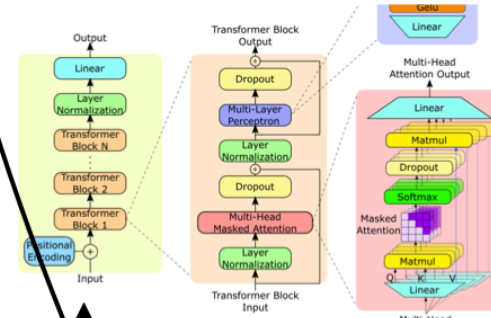 Output
Linear
Layer
Normalization
Transformer
Block N
Transformer
Block 2
Transformer
Block 1
Positional
Encoding
Input
Transformer Block
Output
Dropout
Multi-Layer
Perceptron
Layer
Normalization
Dropout
Multi-Head
Masked Attention
Layer
Normalization
Transformer Block
Input
Gelu
Linear
Multi-Head
Attention Output
Linear
Matmul
Dropout
Softmax
Masked
Attention
Matmul
Q K V
Linear
Multi-Head